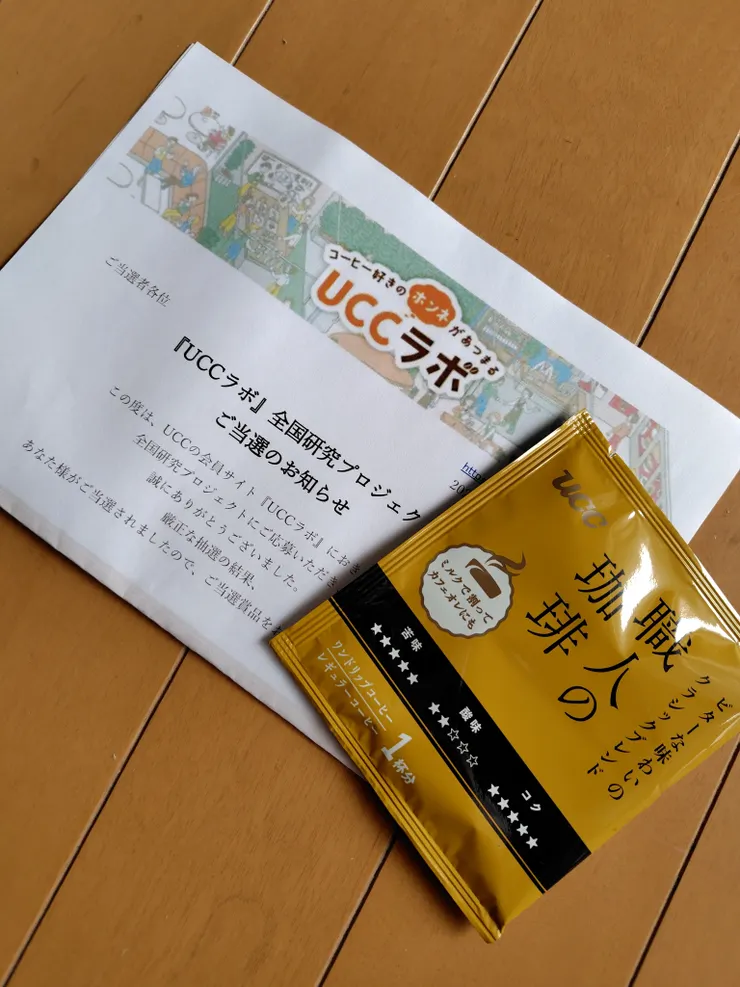 コーヒー好きの
ホンネがあつまる
UCCラボ
ご当選者各位
『UCCラボ』全国研究プロジェク
ご当選のお知らせ
この度は、UCCの会員サイト『UCCラボ』におき
全国研究プロジェクトにご応募いただき
誠にありがとうございました。
厳正な抽選の結果、
あなた様がご当選されましたので、ご当選賞品を
http
20
UCC
職人の
珈琲
ビターな味わいの
クラシックブレンド
ミルクで割って
カフェオレにも
苦味
★★★★★
酸味
★★☆☆☆
コク
★★★★★
ワンドリップコーヒー
レギュラーコーヒー
1杯分